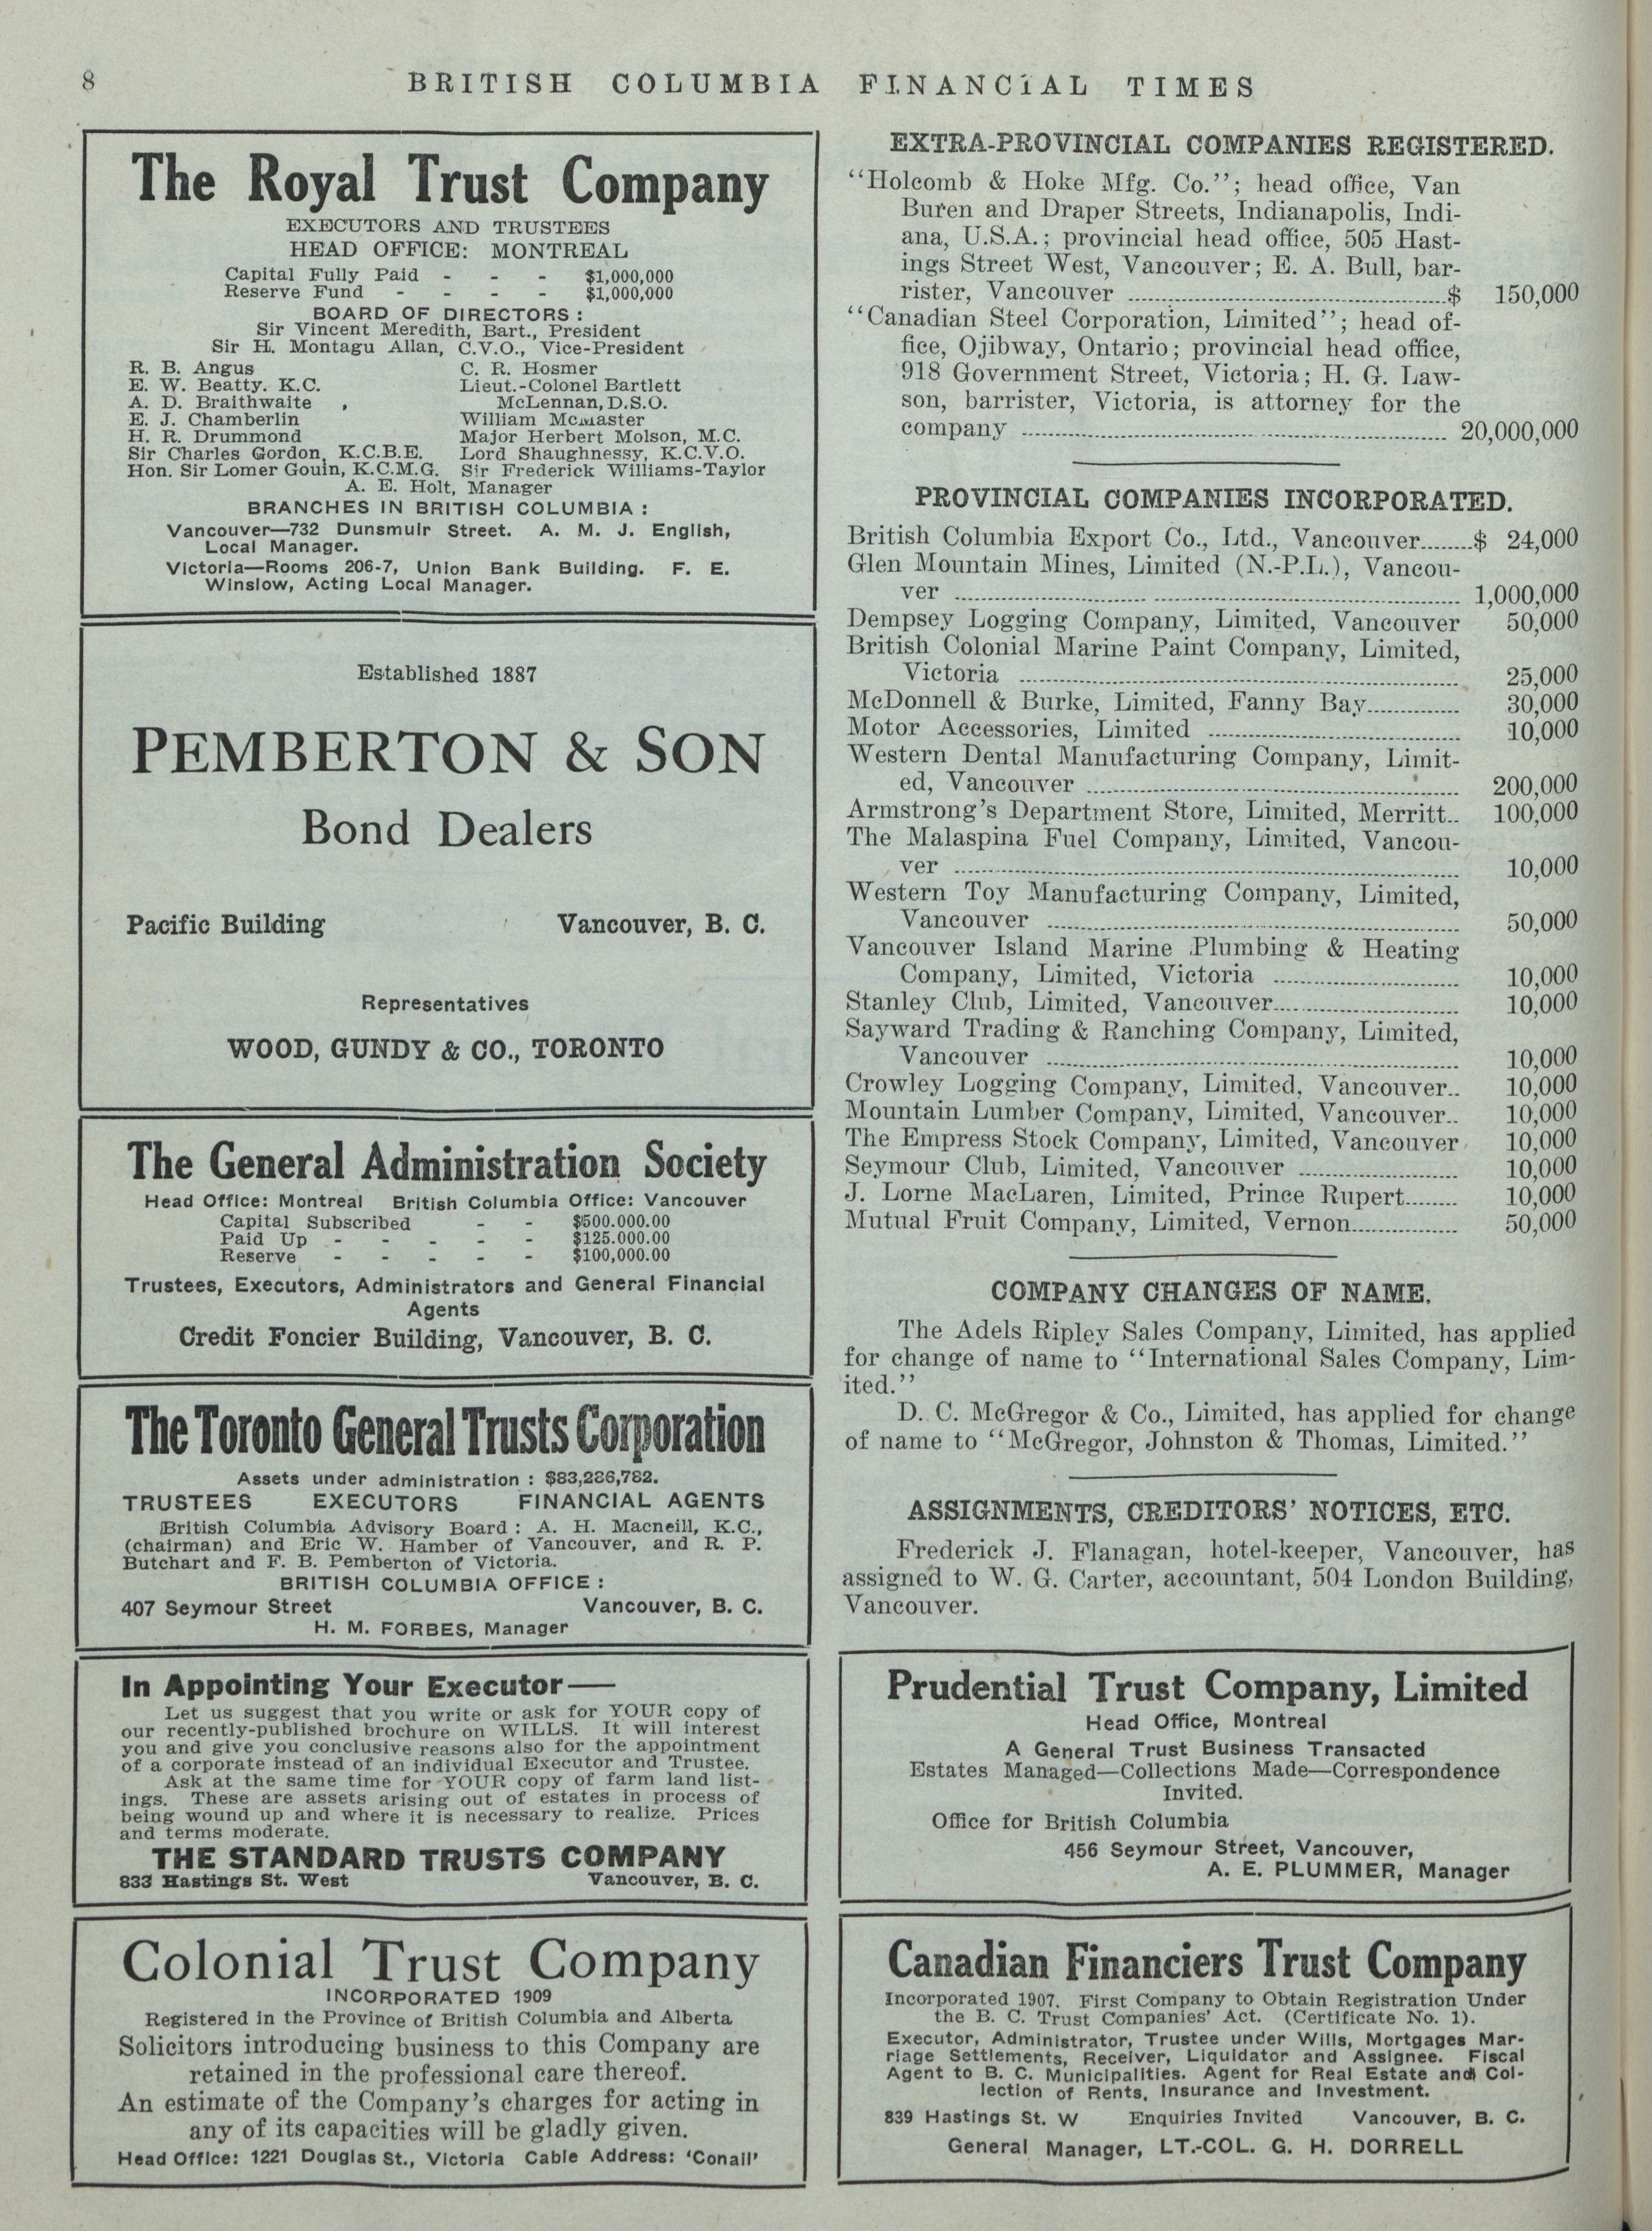 8
BRITISH COLUMBIA FINANCIAL TIMES
The Royal Trust Company
EXECUTORS AND TRUSTEES
HEAD OFFICE: MONTREAL
Capital Fully Paid - - - $1,000,000
Reserve Fund - - - - $1,000,000
BOARD OF DIRECTORS:
Sir Vincent Meredith, Bart., President
Sir H. Montagu Allan, C.V.O., Vice-President
R. B. Angus C. R. Hosmer
E. W. Beatty. K.C. Lieut.-Colonel Bartlett
A. D. Braithwaite , McLennan, D.S.O.
E. J. Chamberlin William McMaster
H. R. Drummond Major Herbert Molson, M.C.
Sir Charles Gordon, K.C.B.E. Lord Shaughnessy, K.C.V.O.
Hon. Sir Lomer Gouin, K.C.M.G. Sir Frederick Williams-Taylor
A. E. Holt, Manager
BRANCHES IN BRITISH COLUMBIA:
Vancouver—732 Dunsmuir Street. A. M. J. English,
Local Manager.
Victoria—Rooms 206-7, Union Bank Building. F. E.
Winslow, Acting Local Manager.
Established 1887
PEMBERTON & SON
Bond Dealers
Pacific Building Vancouver, B. C.
Representatives
WOOD, GUNDY & CO., TORONTO
The General Administration Society
Head Office: Montreal British Columbia Office: Vancouver
Capital Subscribed - - $500.000.00
Paid Up - - - - - $125.000.00
Reserve - - - - - $100,000.00
Trustees, Executors, Administrators and General Financial
Agents
Credit Foncier Building, Vancouver, B. C.
The Toronto General Trusts Corporation
Assets under administration: $83,286,782.
TRUSTEES EXECUTORS FINANCIAL AGENTS
British Columbia Advisory Board: A. H. Macneill, K.C.,
(chairman) and Eric W. Hamber of Vancouver, and R. P.
Butchart and F. B. Pemberton of Victoria.
BRITISH COLUMBIA OFFICE:
407 Seymour Street Vancouver, B. C.
H. M. FORBES, Manager
In Appointing Your Executor—
Let us suggest that you write or ask for YOUR copy of
our recently-published brochure on WILLS. It will interest
you and give you conclusive reasons also for the appointment
of a corporate instead of an individual Executor and Trustee.
Ask at the same time for YOUR copy of farm land list-
ings. These are assets arising out of estates in process of
being wound up and where it is necessary to realize. Prices
and terms moderate.
THE STANDARD TRUSTS COMPANY
833 Hastings St. West Vancouver, B. C.
Colonial Trust Company
INCORPORATED 1909
Registered in the Province of British Columbia and Alberta
Solicitors introducing business to this Company are
retained in the professional care thereof.
An estimate of the Company's charges for acting in
any of its capacities will be gladly given.
Head Office: 1221 Douglas St., Victoria Cable Address: 'Conail'
EXTRA-PROVINCIAL COMPANIES REGISTERED.
"Holcomb & Hoke Mfg. Co."; head office, Van
Buren and Draper Streets, Indianapolis, Indi-
ana, U.S.A.; provincial head office, 505 Hast-
ings Street West, Vancouver; E. A. Bull, bar-
rister, Vancouver ........$ 150,000
"Canadian Steel Corporation, Limited"; head of-
fice, Ojibway, Ontario; provincial head office,
918 Government Street, Victoria; H. G. Law-
son, barrister, Victoria, is attorney for the
company ........ 20,000,000
PROVINCIAL COMPANIES INCORPORATED.
British Columbia Export Co., Ltd., Vancouver........$ 24,000
Glen Mountain Mines, Limited (N.-P.L.), Vancou-
ver ........ 1,000,000
Dempsey Logging Company, Limited, Vancouver 50,000
British Colonial Marine Paint Company, Limited,
Victoria ........ 25,000
McDonnell & Burke, Limited, Fanny Bay........ 30,000
Motor Accessories, Limited ........ 10,000
Western Dental Manufacturing Company, Limit-
ed, Vancouver ........ 200,000
Armstrong's Department Store, Limited, Merritt.. 100,000
The Malaspina Fuel Company, Limited, Vancou-
ver ........ 10,000
Western Toy Manufacturing Company, Limited,
Vancouver ........ 50,000
Vancouver Island Marine Plumbing & Heating
Company, Limited, Victoria ........ 10,000
Stanley Club, Limited, Vancouver........ 10,000
Sayward Trading & Ranching Company, Limited,
Vancouver ........ 10,000
Crowley Logging Company, Limited, Vancouver.. 10,000
Mountain Lumber Company, Limited, Vancouver.. 10,000
The Empress Stock Company, Limited, Vancouver 10,000
Seymour Club, Limited, Vancouver ........ 10,000
J. Lorne MacLaren, Limited, Prince Rupert........ 10,000
Mutual Fruit Company, Limited, Vernon........ 50,000
COMPANY CHANGES OF NAME.
The Adels Ripley Sales Company, Limited, has applied
for change of name to "International Sales Company, Lim-
ited."
D. C. McGregor & Co., Limited, has applied for change
of name to "McGregor, Johnston & Thomas, Limited."
ASSIGNMENTS, CREDITORS' NOTICES, ETC.
Frederick J. Flanagan, hotel-keeper, Vancouver, has
assigned to W. G. Carter, accountant, 504 London Building,
Vancouver.
Prudential Trust Company, Limited
Head Office, Montreal
A General Trust Business Transacted
Estates Managed—Collections Made—Correspondence
Invited.
Office for British Columbia
456 Seymour Street, Vancouver,
A. E. PLUMMER, Manager
Canadian Financiers Trust Company
Incorporated 1907. First Company to Obtain Registration Under
the B. C. Trust Companies' Act. (Certificate No. 1).
Executor, Administrator, Trustee under Wills, Mortgages Mar-
riage Settlements, Receiver, Liquidator and Assignee. Fiscal
Agent to B. C. Municipalities. Agent for Real Estate and Col-
lection of Rents, Insurance and Investment.
839 Hastings St. W Enquiries Invited Vancouver, B. C.
General Manager, LT.-COL. G. H. DORRELL